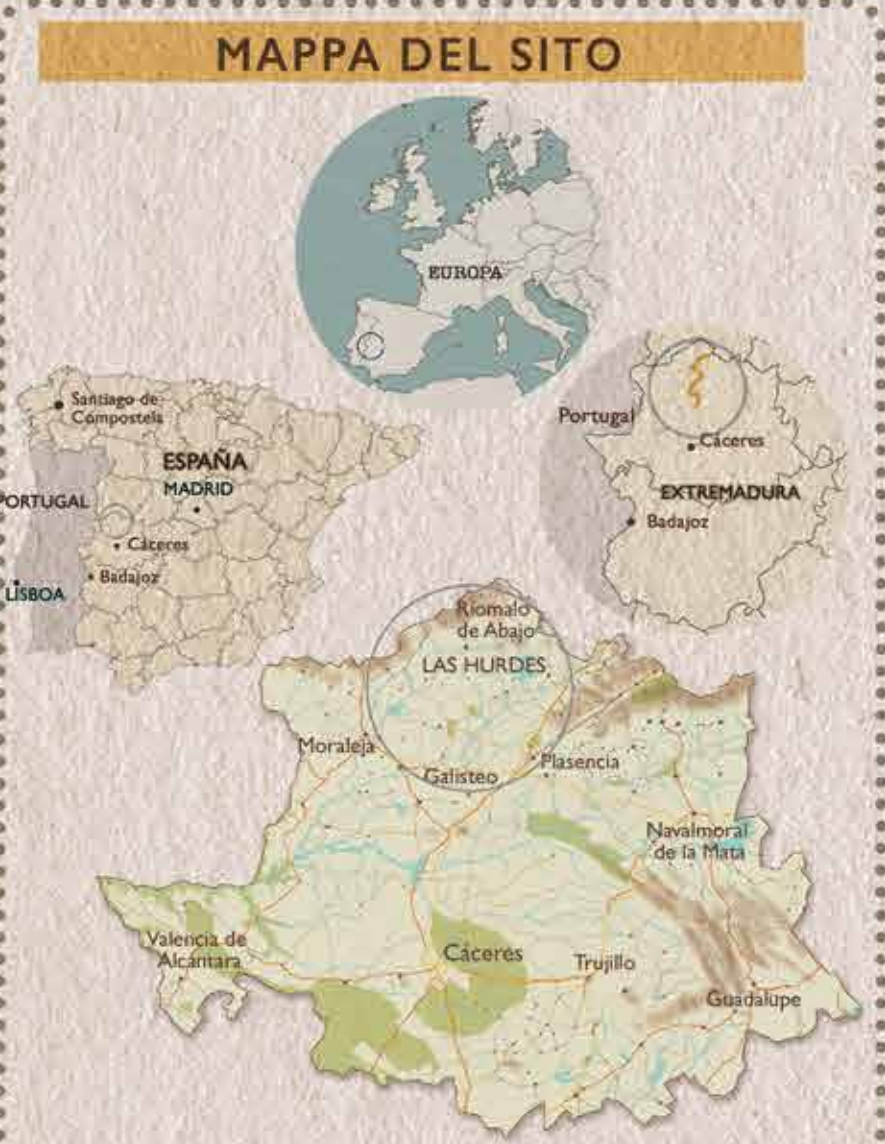 MAPPA DEL SITO
EUROPA
Santiago de
Compostela
ESPAÑA
MADRID
PORTUGAL
Cáceres
Badajoz
LISBOA
Portugal
Cáceres
EXTREMADURA
Badajoz
Riomalo
de Abajo
LAS HURDES
Moraleja
Galisteo
Plasencia
Navalmoral
de la Mata
Valencia de
Alcántara
Cáceres
Trujillo
Guadalupe